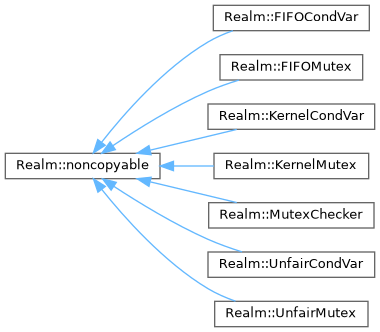 Realm::FIFOCondVar
Realm::FIFOMutex
Realm::KernelCondVar
Realm::noncopyable
Realm::KernelMutex
Realm::MutexChecker
Realm::UnfairCondVar
Realm::UnfairMutex